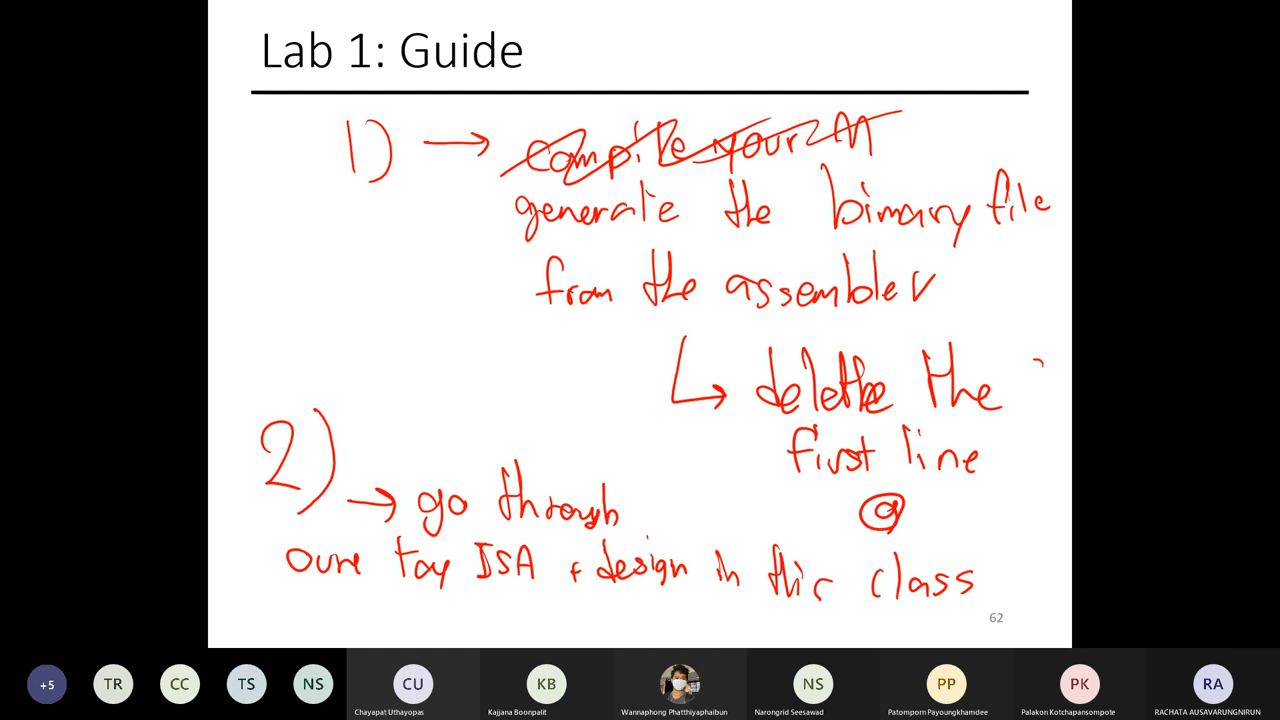 Lab 1: Guide
1) → compile your M
generate the binary file
from the assembler
↳ delete the
first line
@
2) → go through
our toy ISA + design in this class
62
+5
TR
CC
TS
NS
CU
KB
NS
PP
PK
RA
Chayapat Uthayopas
Kajjana Boonpalit
Wannaphong Phatthiyaphaibun
Narongrid Seesawad
Patomporn Payoungkhamdee
Palakon Kotchapansompote
RACHATA AUSAVARUNGNIRUN